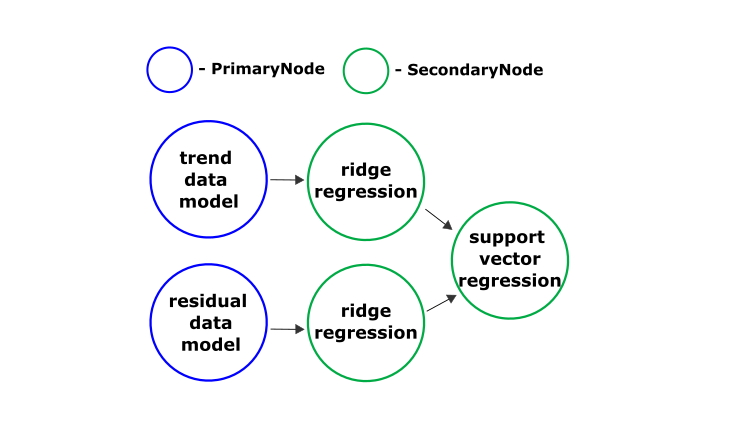 - PrimaryNode
- SecondaryNode
trend
data
model
ridge
regression
support
vector
regression
residual
data
model
ridge
regression